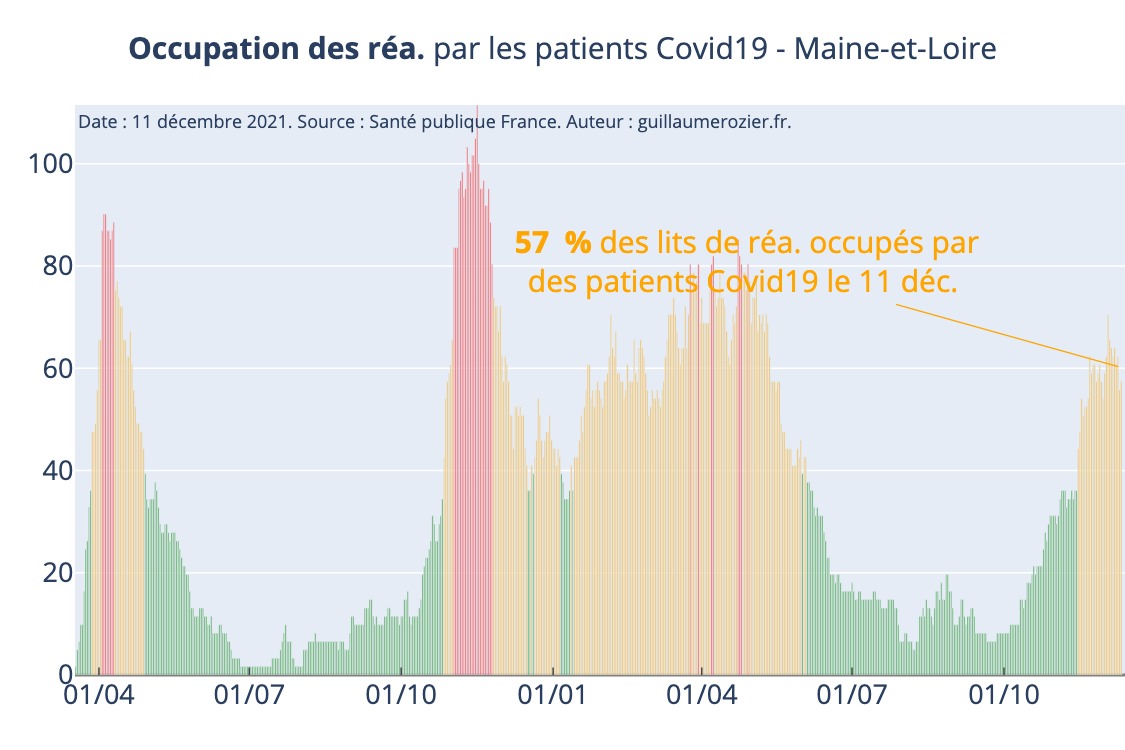 Occupation des réa. par les patients Covid19 - Maine-et-Loire
Date : 11 décembre 2021. Source : Santé publique France. Auteur : guillaumerozier.fr.
100
57 % des lits de réa. occupés par
80
des patients Covid19 le 11 déc.
60
40
20
0
01/04 01/07 01/10 01/01 01/04 01/07 01/10